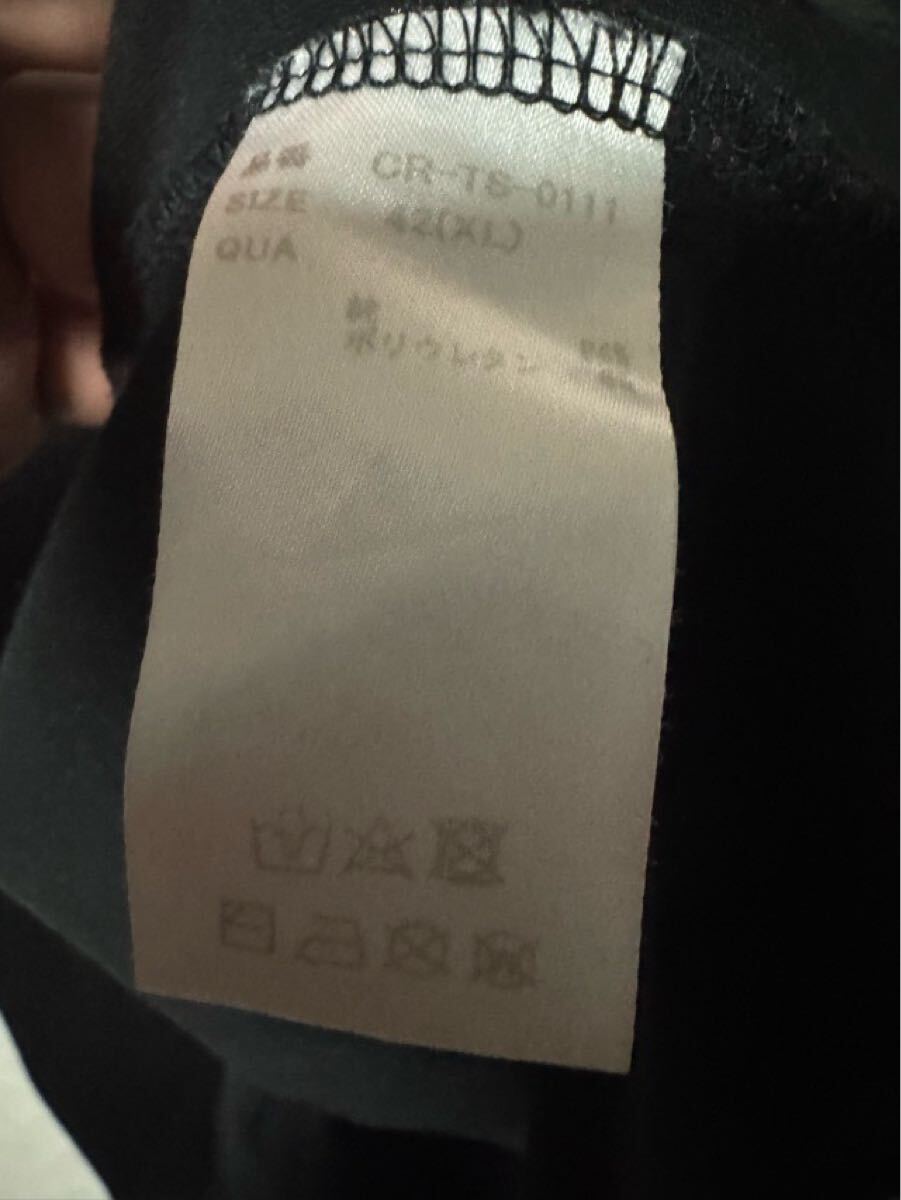 品番 CR-TS-0111
SIZE 42(XL)
QUA
綿
ポリウレタン